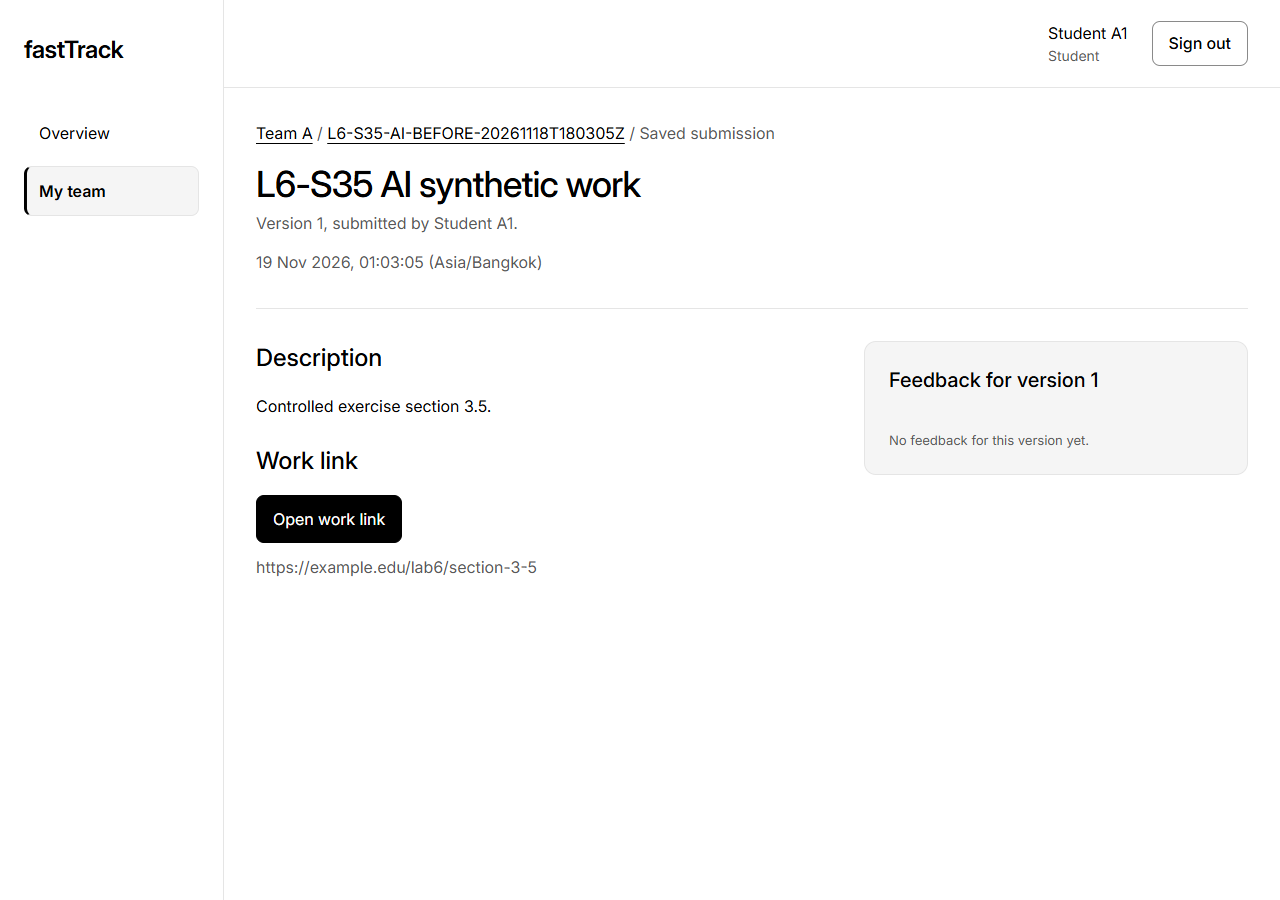 fastTrack
Student A1
Student
Sign out
Overview
My team
Team A / L6-S35-AI-BEFORE-20261118T180305Z / Saved submission
L6-S35 AI synthetic work
Version 1, submitted by Student A1.
19 Nov 2026, 01:03:05 (Asia/Bangkok)
Description
Controlled exercise section 3.5.
Work link
Open work link
https://example.edu/lab6/section-3-5
Feedback for version 1
No feedback for this version yet.